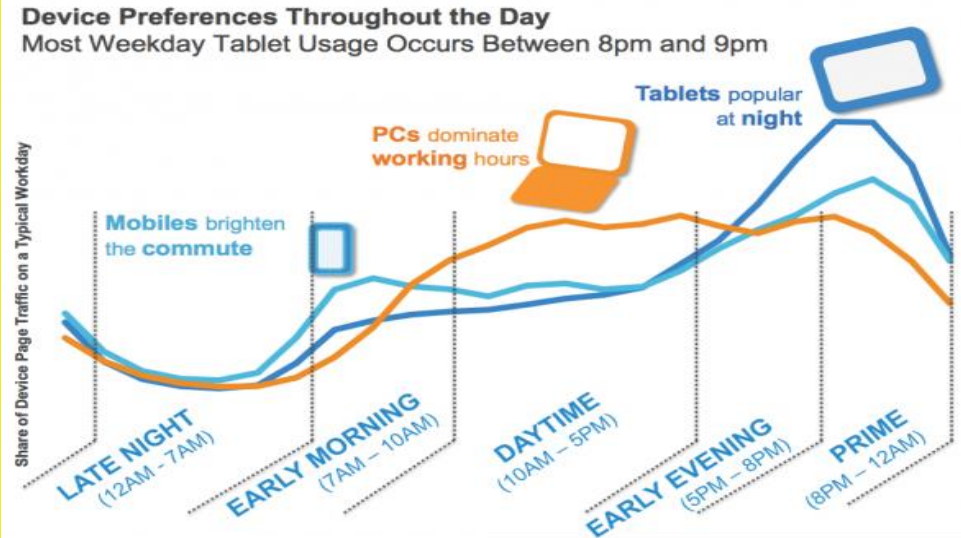 Device Preferences Throughout the Day
Most Weekday Tablet Usage Occurs Between 8pm and 9pm
Tablets popular
at night
PCs dominate
working hours
Mobiles brighten
the commute
Share of Device Page Traffic on a Typical Workday
LATE NIGHT
(12AM - 7AM)
EARLY MORNING
(7AM – 10AM)
DAYTIME
(10AM – 5PM)
EARLY EVENING
(5PM – 8PM)
PRIME
(8PM – 12AM)